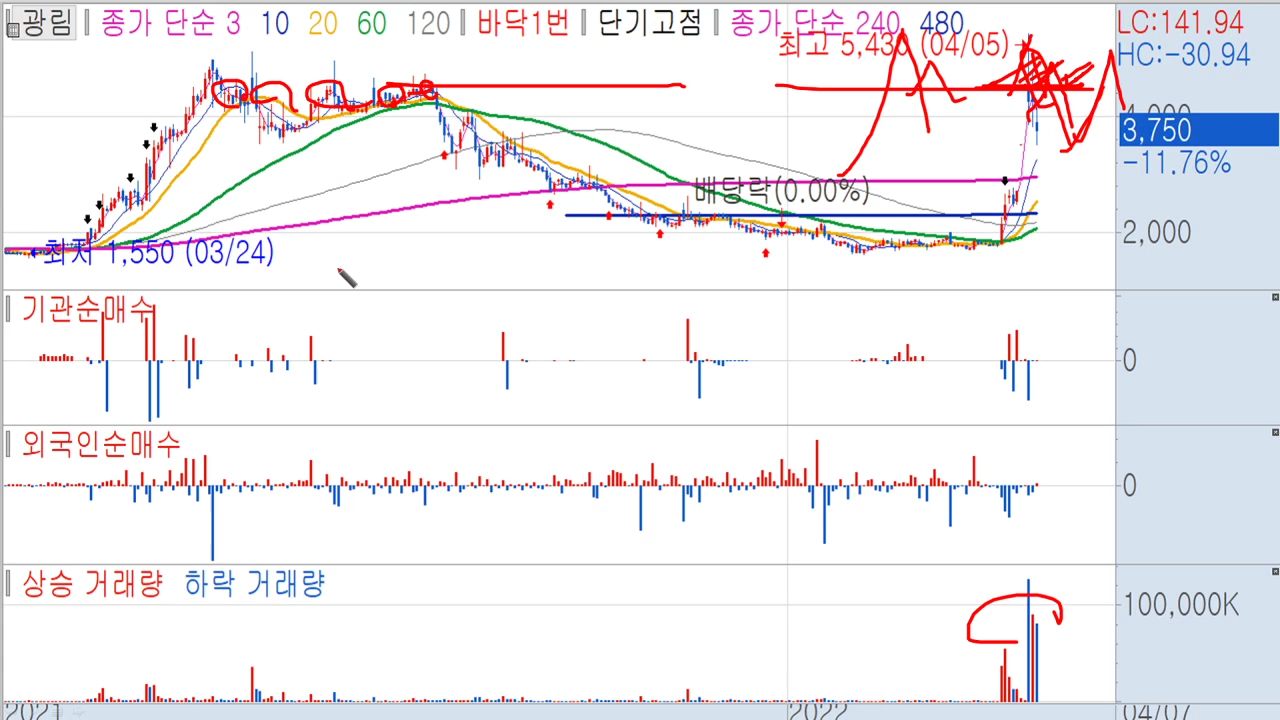 광림 종가 단순 3 10 20 60 120 바닥1번 단기고점 종가 단순 240 480
LC:141.94
최고 5,430 (04/05)
HC:-30.94
4,000
3,750
-11.76%
배당락(0.00%)
2,000
최저 1,550 (03/24)
기관순매수
0
외국인순매수
0
상승 거래량 하락 거래량
100,000K
2021 2022 04/07